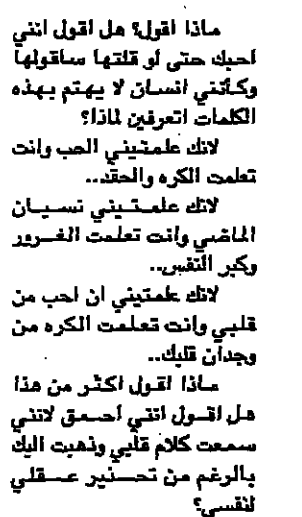 ماذا اقول؟ هل اقول انني
احبك حتى لو قلتها ساقولها
وكأنني انسان لا يهتم بهذه
الكلمات اتعرفين لماذا؟
لانك علمتيني الحب وانت
تعلمت الكره والحقد..
لانك علمتيني نسيان
الماضي وانت تعلمت الغرور
وكبر النفس..
لانك علمتيني ان احب من
قلبي وانت تعلمت الكره من
وجدان قلبك..
ماذا اقول اكثر من هذا
هل اقول انني احمق لانني
سمعت كلام قلبي وذهبت اليك
بالرغم من تحذير عقلي
لنفسي؟